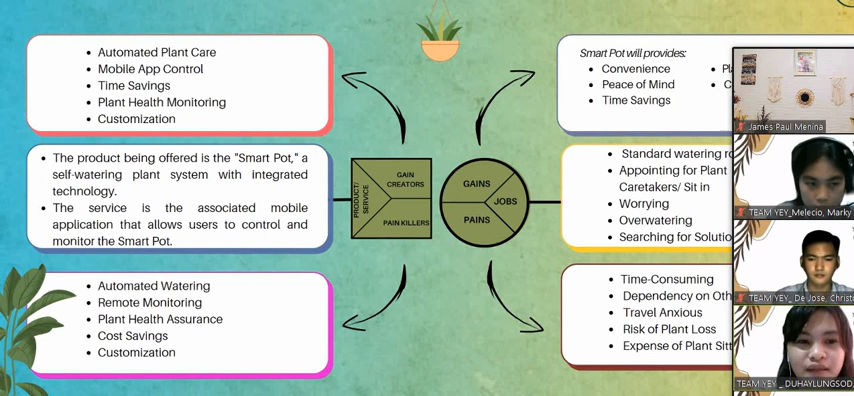 Automated Plant Care
Mobile App Control
Time Savings
Plant Health Monitoring
Customization
The product being offered is the "Smart Pot," a
self-watering plant system with integrated
technology.
The service is the associated mobile
application that allows users to control and
monitor the Smart Pot.
Automated Watering
Remote Monitoring
Plant Health Assurance
Cost Savings
Customization
PRODUCT/
SERVICE
GAIN
CREATORS
PAIN KILLERS
GAINS
JOBS
PAINS
Smart Pot will provides:
Convenience
Peace of Mind
Time Savings
Standard watering
Appointing for Plant
Caretakers/ Sit in
Worrying
Overwatering
Searching for
Time-Consuming
Dependency on
Travel Anxious
Risk of Plant Loss
Expense of Plant
James Paul Menina
TEAM YEY_Melecio, Marky
TEAM YEY_ De Jose,
TEAM YEY _ DUHAYLUNGSOD,